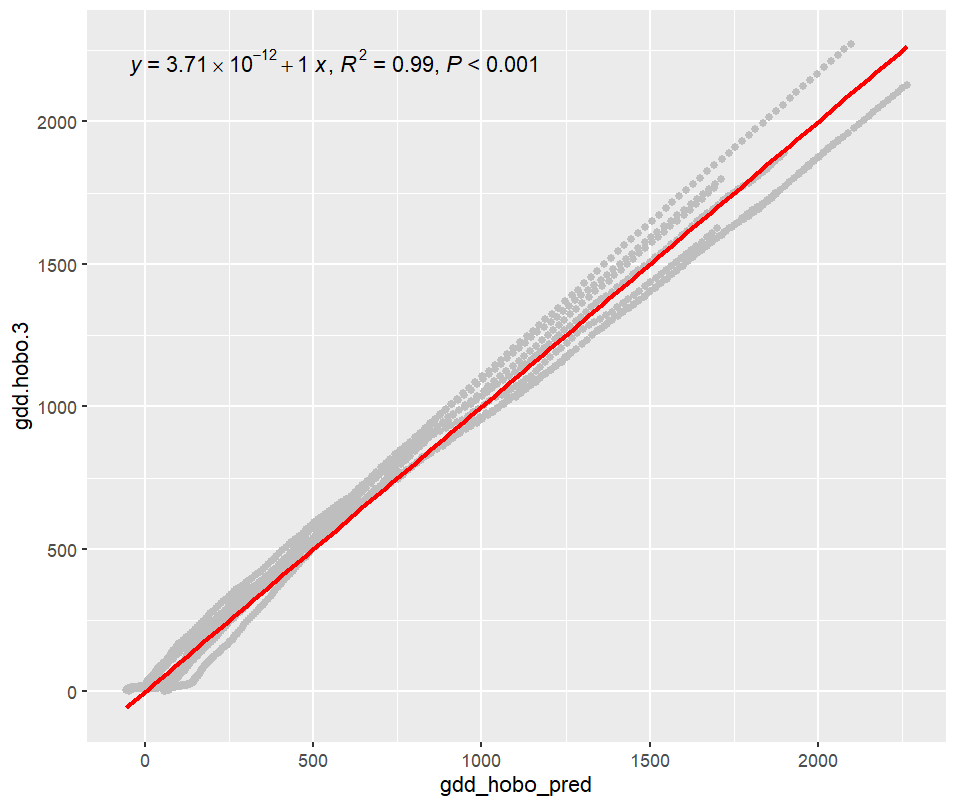 y = 3.71 × 10⁻¹² + 1 x, R² = 0.99, P < 0.001
2000
1500
1000
500
0
gdd.hobo.3
0 500 1000 1500 2000
gdd_hobo_pred